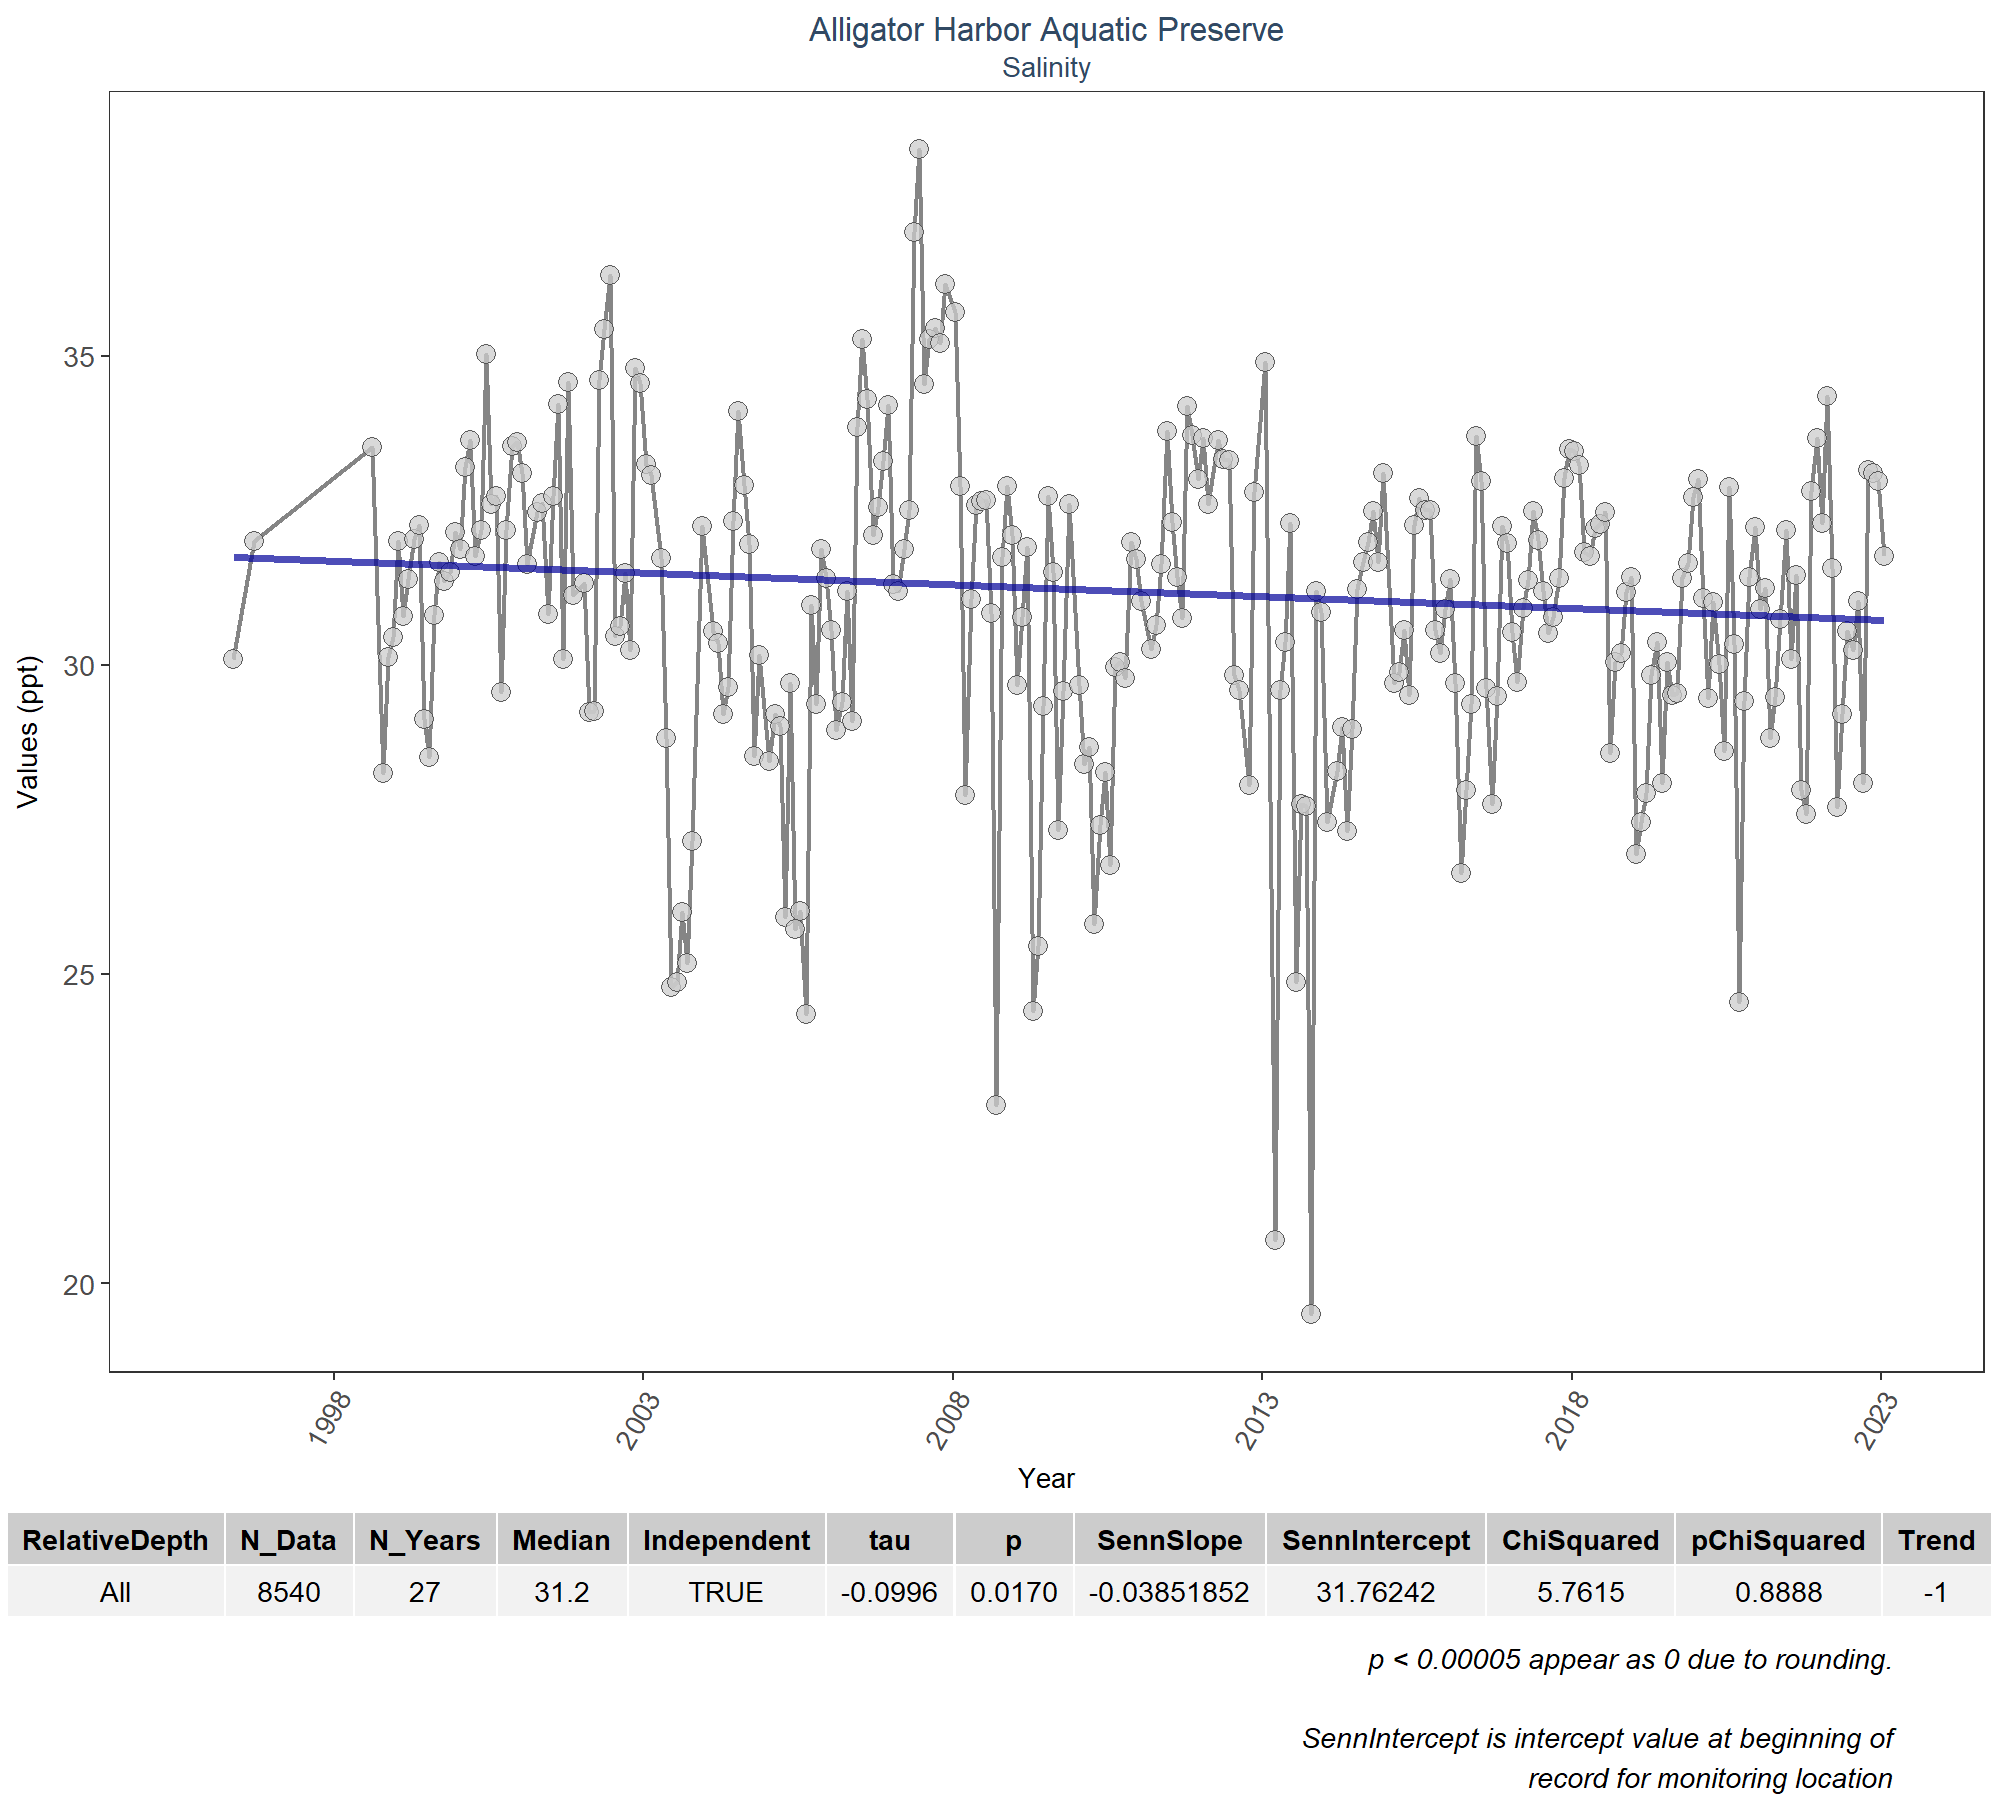 Alligator Harbor Aquatic Preserve
Salinity
35
30
25
20
Values (ppt)
1998 2003 2008 2013 2018 2023
Year
RelativeDepth N_Data N_Years Median Independent tau p SennSlope SennIntercept ChiSquared pChiSquared Trend
All 8540 27 31.2 TRUE -0.0996 0.0170 -0.03851852 31.76242 5.7615 0.8888 -1
p < 0.00005 appear as 0 due to rounding.
SennIntercept is intercept value at beginning of
record for monitoring location